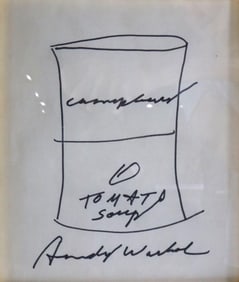 Campbell's
TOMATO
Soup
Andy Warhol